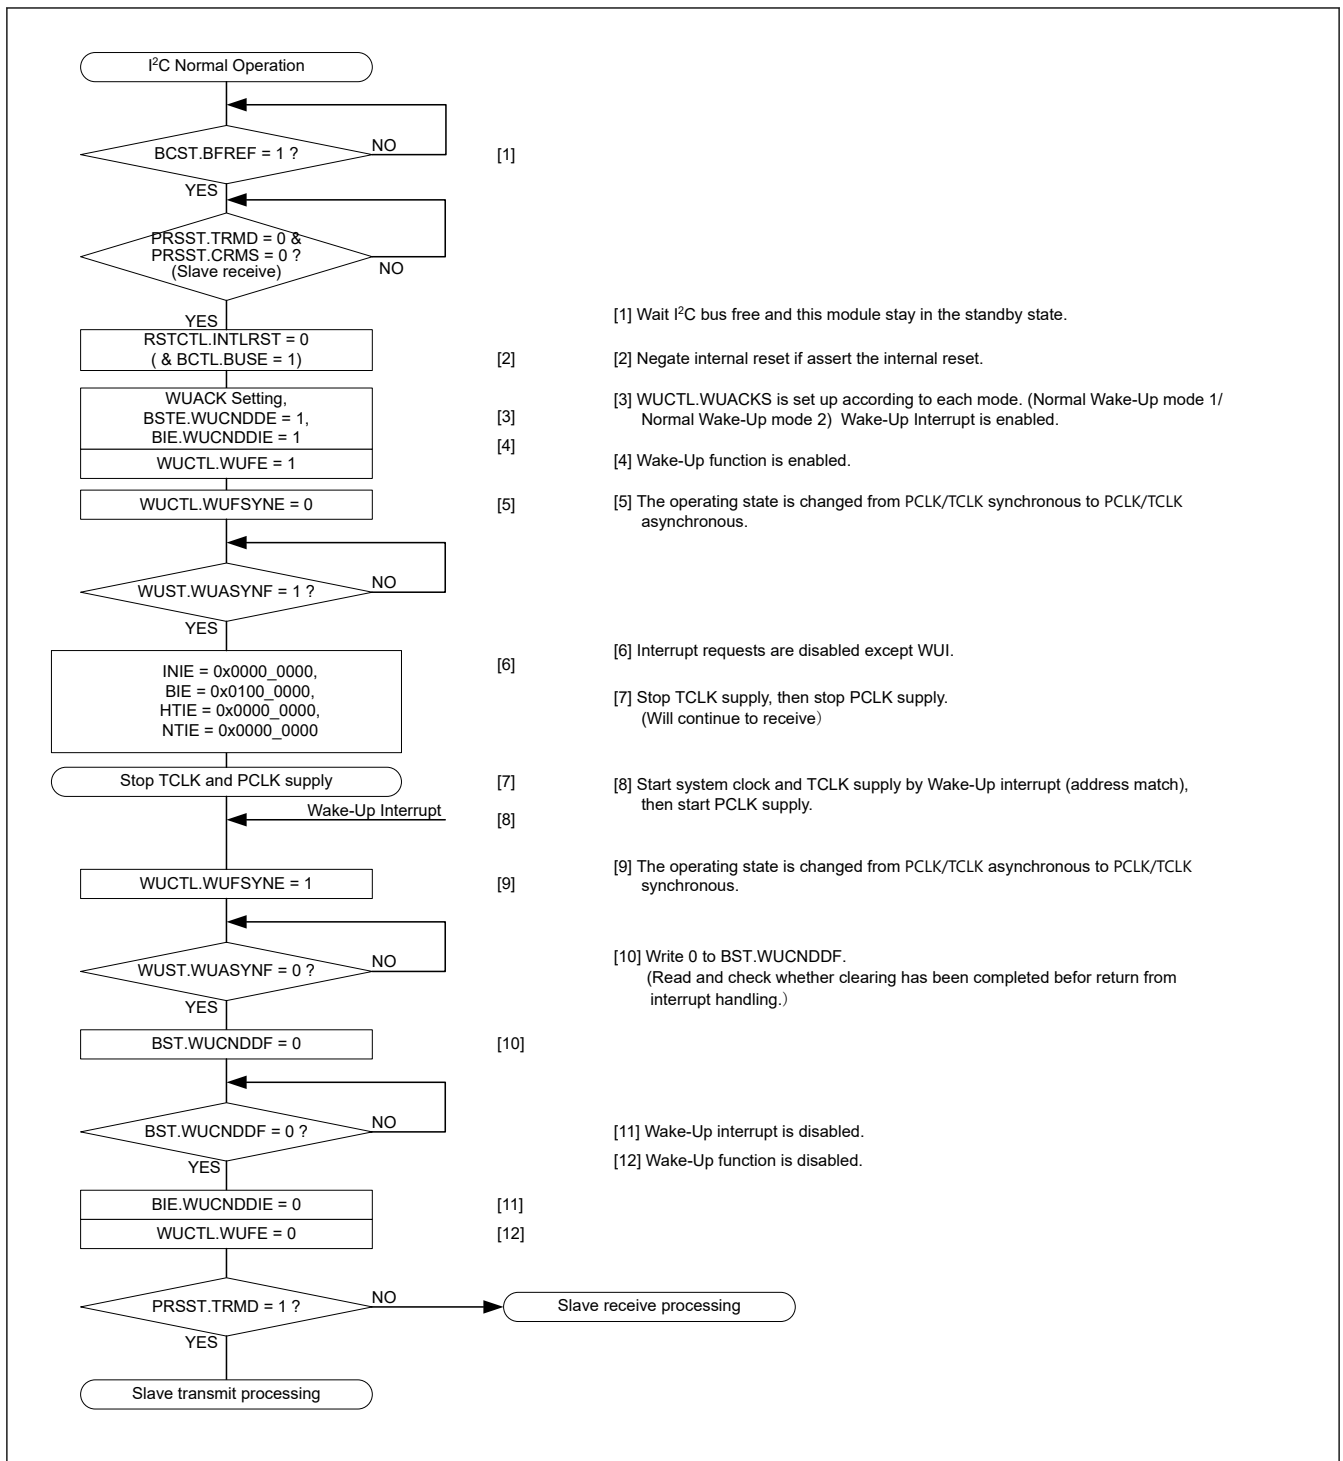 I²C Normal Operation
BCST.BFREF = 1 ?
NO
[1]
YES
PRSST.TRMD = 0 &
PRSST.CRMS = 0 ?
(Slave receive)
NO
YES
RSTCTL.INTLRST = 0
( & BCTL.BUSE = 1)
[2]
WUACK Setting,
BSTE.WUCNDDE = 1,
BIE.WUCNDDIE = 1
[3]
[4]
WUCTL.WUFE = 1
WUCTL.WUFSYNE = 0
[5]
WUST.WUASYNF = 1 ?
NO
YES
INIE = 0x0000_0000,
BIE = 0x0100_0000,
HTIE = 0x0000_0000,
NTIE = 0x0000_0000
[6]
Stop TCLK and PCLK supply
[7]
Wake-Up Interrupt
[8]
WUCTL.WUFSYNE = 1
[9]
WUST.WUASYNF = 0 ?
NO
YES
BST.WUCNDDF = 0
[10]
BST.WUCNDDF = 0 ?
NO
YES
BIE.WUCNDDIE = 0
[11]
WUCTL.WUFE = 0
[12]
PRSST.TRMD = 1 ?
NO
Slave receive processing
YES
Slave transmit processing
[1] Wait I²C bus free and this module stay in the standby state.
[2] Negate internal reset if assert the internal reset.
[3] WUCTL.WUACKS is set up according to each mode. (Normal Wake-Up mode 1/
Normal Wake-Up mode 2) Wake-Up Interrupt is enabled.
[4] Wake-Up function is enabled.
[5] The operating state is changed from PCLK/TCLK synchronous to PCLK/TCLK
asynchronous.
[6] Interrupt requests are disabled except WUI.
[7] Stop TCLK supply, then stop PCLK supply.
(Will continue to receive）
[8] Start system clock and TCLK supply by Wake-Up interrupt (address match),
then start PCLK supply.
[9] The operating state is changed from PCLK/TCLK asynchronous to PCLK/TCLK
synchronous.
[10] Write 0 to BST.WUCNDDF.
(Read and check whether clearing has been completed befor return from
interrupt handling.）
[11] Wake-Up interrupt is disabled.
[12] Wake-Up function is disabled.